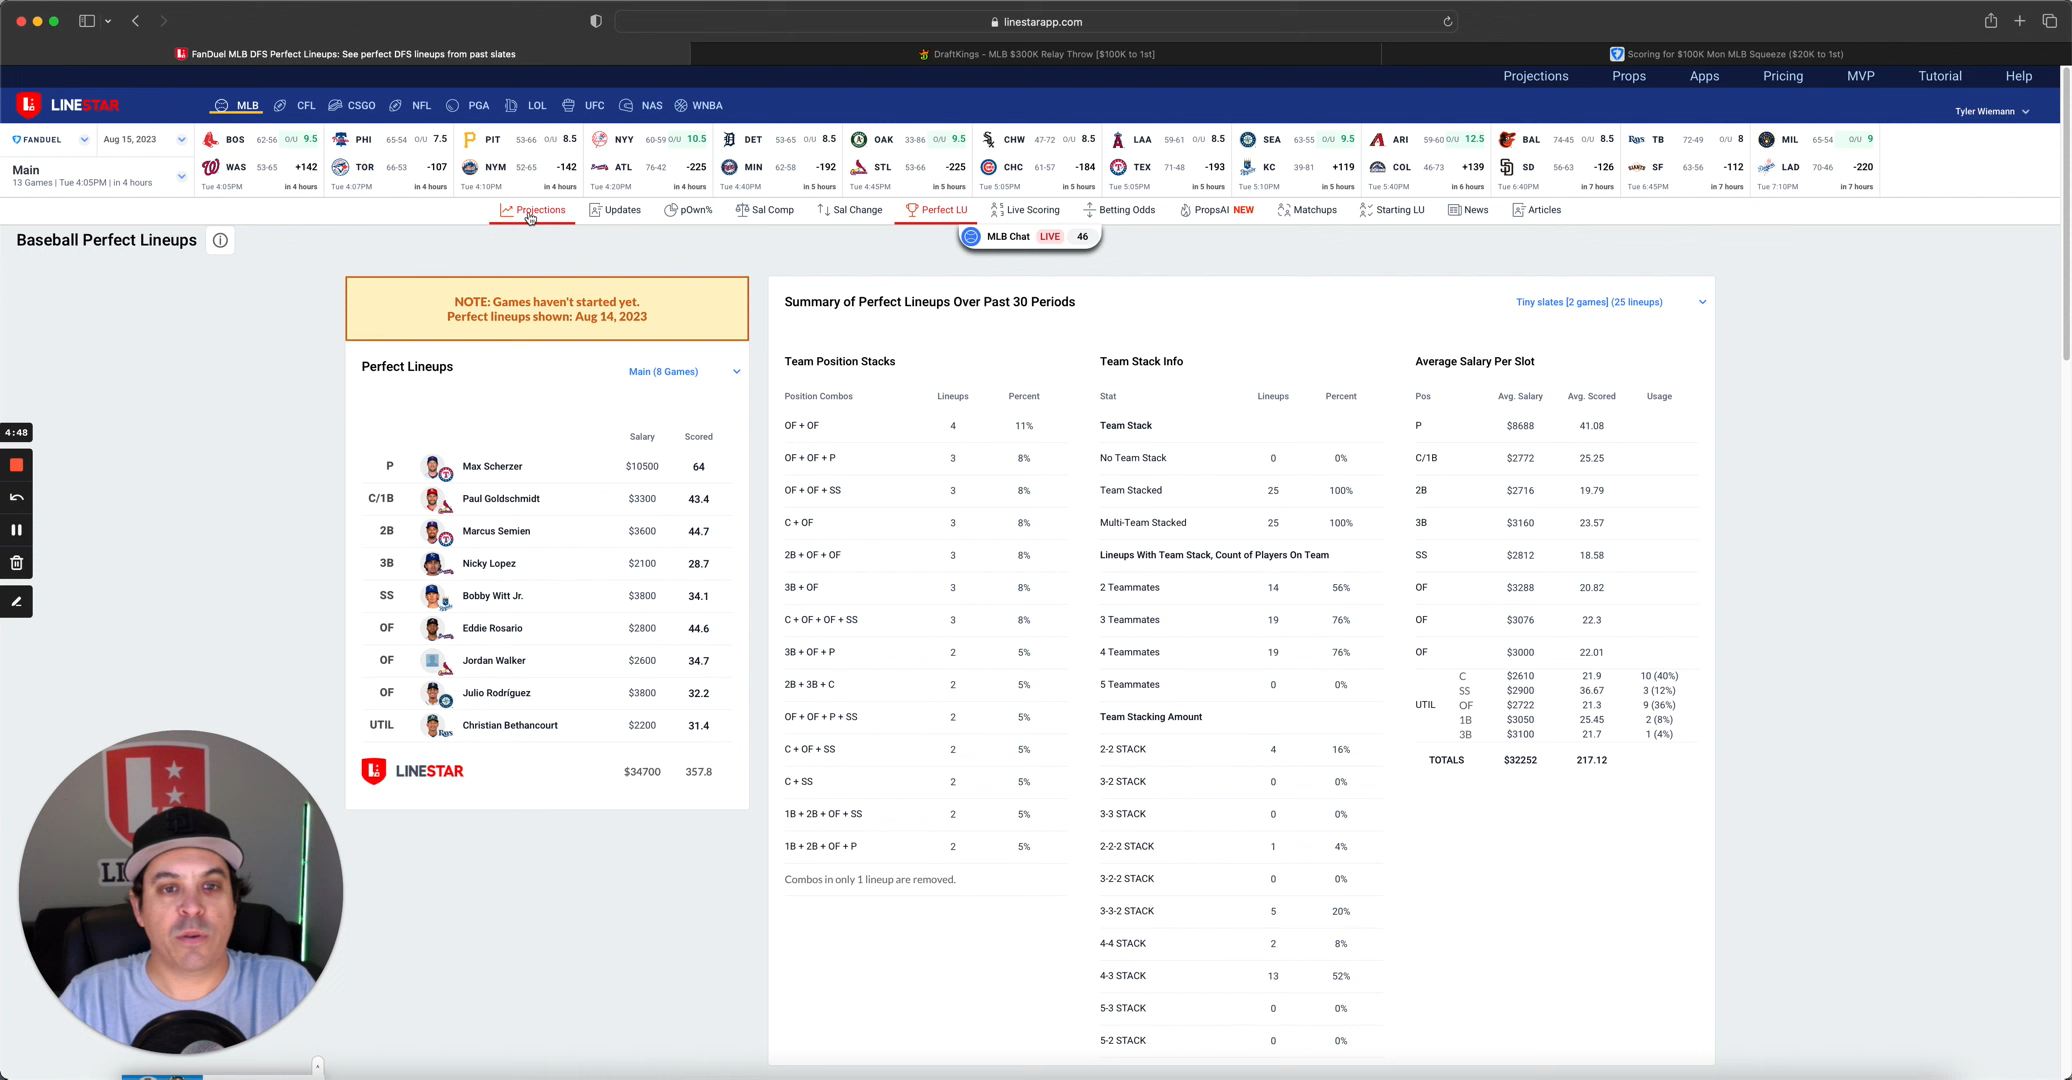 linestarapp.com
FanDuel MLB DFS Perfect Lineups: See perfect DFS lineups from past slates
DraftKings - MLB $300K Relay Throw [$100K to 1st]
Scoring for $100K Mon MLB Squeeze ($20K to 1st)
Projections Props Apps Pricing MVP Tutorial Help
LINESTAR MLB CFL CSGO NFL PGA LOL UFC NAS WNBA
Tyler Wiemann
FANDUEL Aug 15, 2023
Main
13 Games | Tue 4:05PM | in 4 hours
BOS 62-56 O/U 9.5
WAS 53-65 +142
Tue 4:05PM in 4 hours
PHI 65-54 O/U 7.5
TOR 66-53 -107
Tue 4:07PM in 4 hours
PIT 53-66 O/U 8.5
NYM 52-65 -142
Tue 4:10PM in 4 hours
NYY 60-59 O/U 10.5
ATL 76-42 -225
Tue 4:20PM in 4 hours
DET 53-65 O/U 8.5
MIN 62-58 -192
Tue 4:40PM in 5 hours
OAK 33-86 O/U 9.5
STL 53-66 -225
Tue 4:45PM in 5 hours
CHW 47-72 O/U 8.5
CHC 61-57 -184
Tue 5:05PM in 5 hours
LAA 59-61 O/U 8.5
TEX 71-48 -193
Tue 5:05PM in 5 hours
SEA 63-55 O/U 9.5
KC 39-81 +119
Tue 5:10PM in 5 hours
ARI 59-60 O/U 12.5
COL 46-73 +139
Tue 5:40PM in 6 hours
BAL 74-45 O/U 8.5
SD 56-63 -126
Tue 6:40PM in 7 hours
TB 72-49 O/U 8
SF 63-56 -112
Tue 6:45PM in 7 hours
MIL 65-54 O/U 9
LAD 70-46 -220
Tue 7:10PM in 7 hours
Projections Updates pOwn% Sal Comp Sal Change Perfect LU Live Scoring Betting Odds PropsAI NEW Matchups Starting LU News Articles
MLB Chat LIVE 46
Baseball Perfect Lineups
NOTE: Games haven't started yet.
Perfect lineups shown: Aug 14, 2023
Perfect Lineups Main (8 Games)
Salary Scored
P Max Scherzer $10500 64
C/1B Paul Goldschmidt $3300 43.4
2B Marcus Semien $3600 44.7
3B Nicky Lopez $2100 28.7
SS Bobby Witt Jr. $3800 34.1
OF Eddie Rosario $2800 44.6
OF Jordan Walker $2600 34.7
OF Julio Rodríguez $3800 32.2
UTIL Christian Bethancourt $2200 31.4
LINESTAR $34700 357.8
4:48
Summary of Perfect Lineups Over Past 30 Periods
Tiny slates [2 games] (25 lineups)
Team Position Stacks
Position Combos Lineups Percent
OF + OF 4 11%
OF + OF + P 3 8%
OF + OF + SS 3 8%
C + OF 3 8%
2B + OF + OF 3 8%
3B + OF 3 8%
C + OF + OF + SS 3 8%
3B + OF + P 2 5%
2B + 3B + C 2 5%
OF + OF + P + SS 2 5%
C + OF + SS 2 5%
C + SS 2 5%
1B + 2B + OF + SS 2 5%
1B + 2B + OF + P 2 5%
Combos in only 1 lineup are removed.
Team Stack Info
Stat Lineups Percent
Team Stack
No Team Stack 0 0%
Team Stacked 25 100%
Multi-Team Stacked 25 100%
Lineups With Team Stack, Count of Players On Team
2 Teammates 14 56%
3 Teammates 19 76%
4 Teammates 19 76%
5 Teammates 0 0%
Team Stacking Amount
2-2 STACK 4 16%
3-2 STACK 0 0%
3-3 STACK 0 0%
2-2-2 STACK 1 4%
3-2-2 STACK 0 0%
3-3-2 STACK 5 20%
4-4 STACK 2 8%
4-3 STACK 13 52%
5-3 STACK 0 0%
5-2 STACK 0 0%
Average Salary Per Slot
Pos Avg. Salary Avg. Scored Usage
P $8688 41.08
C/1B $2772 25.25
2B $2716 19.79
3B $3160 23.57
SS $2812 18.58
OF $3288 20.82
OF $3076 22.3
OF $3000 22.01
UTIL
C $2610 21.9 10 (40%)
SS $2900 36.67 3 (12%)
OF $2722 21.3 9 (36%)
1B $3050 25.45 2 (8%)
3B $3100 21.7 1 (4%)
TOTALS $32252 217.12